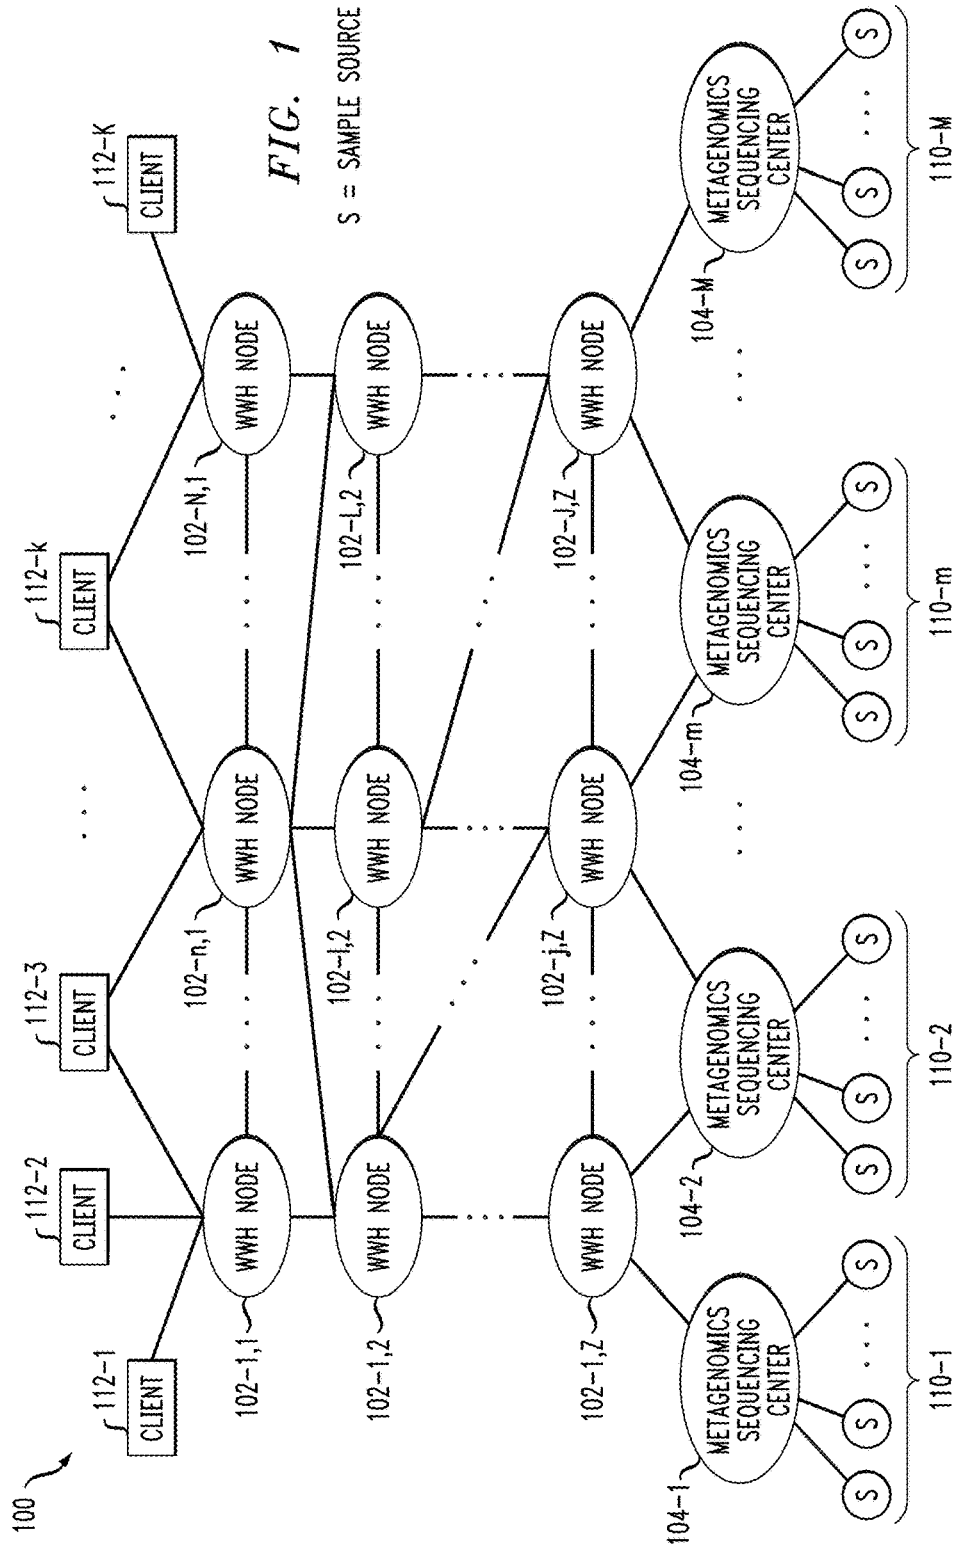 100
112-1
CLIENT
112-2
CLIENT
112-3
CLIENT
112-k
CLIENT
112-K
CLIENT
FIG. 1
S = SAMPLE SOURCE
102-1,1
WWH NODE
102-n,1
WWH NODE
102-N,1
WWH NODE
102-1,2
WWH NODE
102-l,2
WWH NODE
102-L,2
WWH NODE
102-1,Z
WWH NODE
102-j,Z
WWH NODE
102-J,Z
WWH NODE
104-1
METAGENOMICS
SEQUENCING
CENTER
104-2
METAGENOMICS
SEQUENCING
CENTER
104-m
METAGENOMICS
SEQUENCING
CENTER
104-M
METAGENOMICS
SEQUENCING
CENTER
S S ... S
S S ... S
S S ... S
S S ... S
110-1
110-2
110-m
110-M